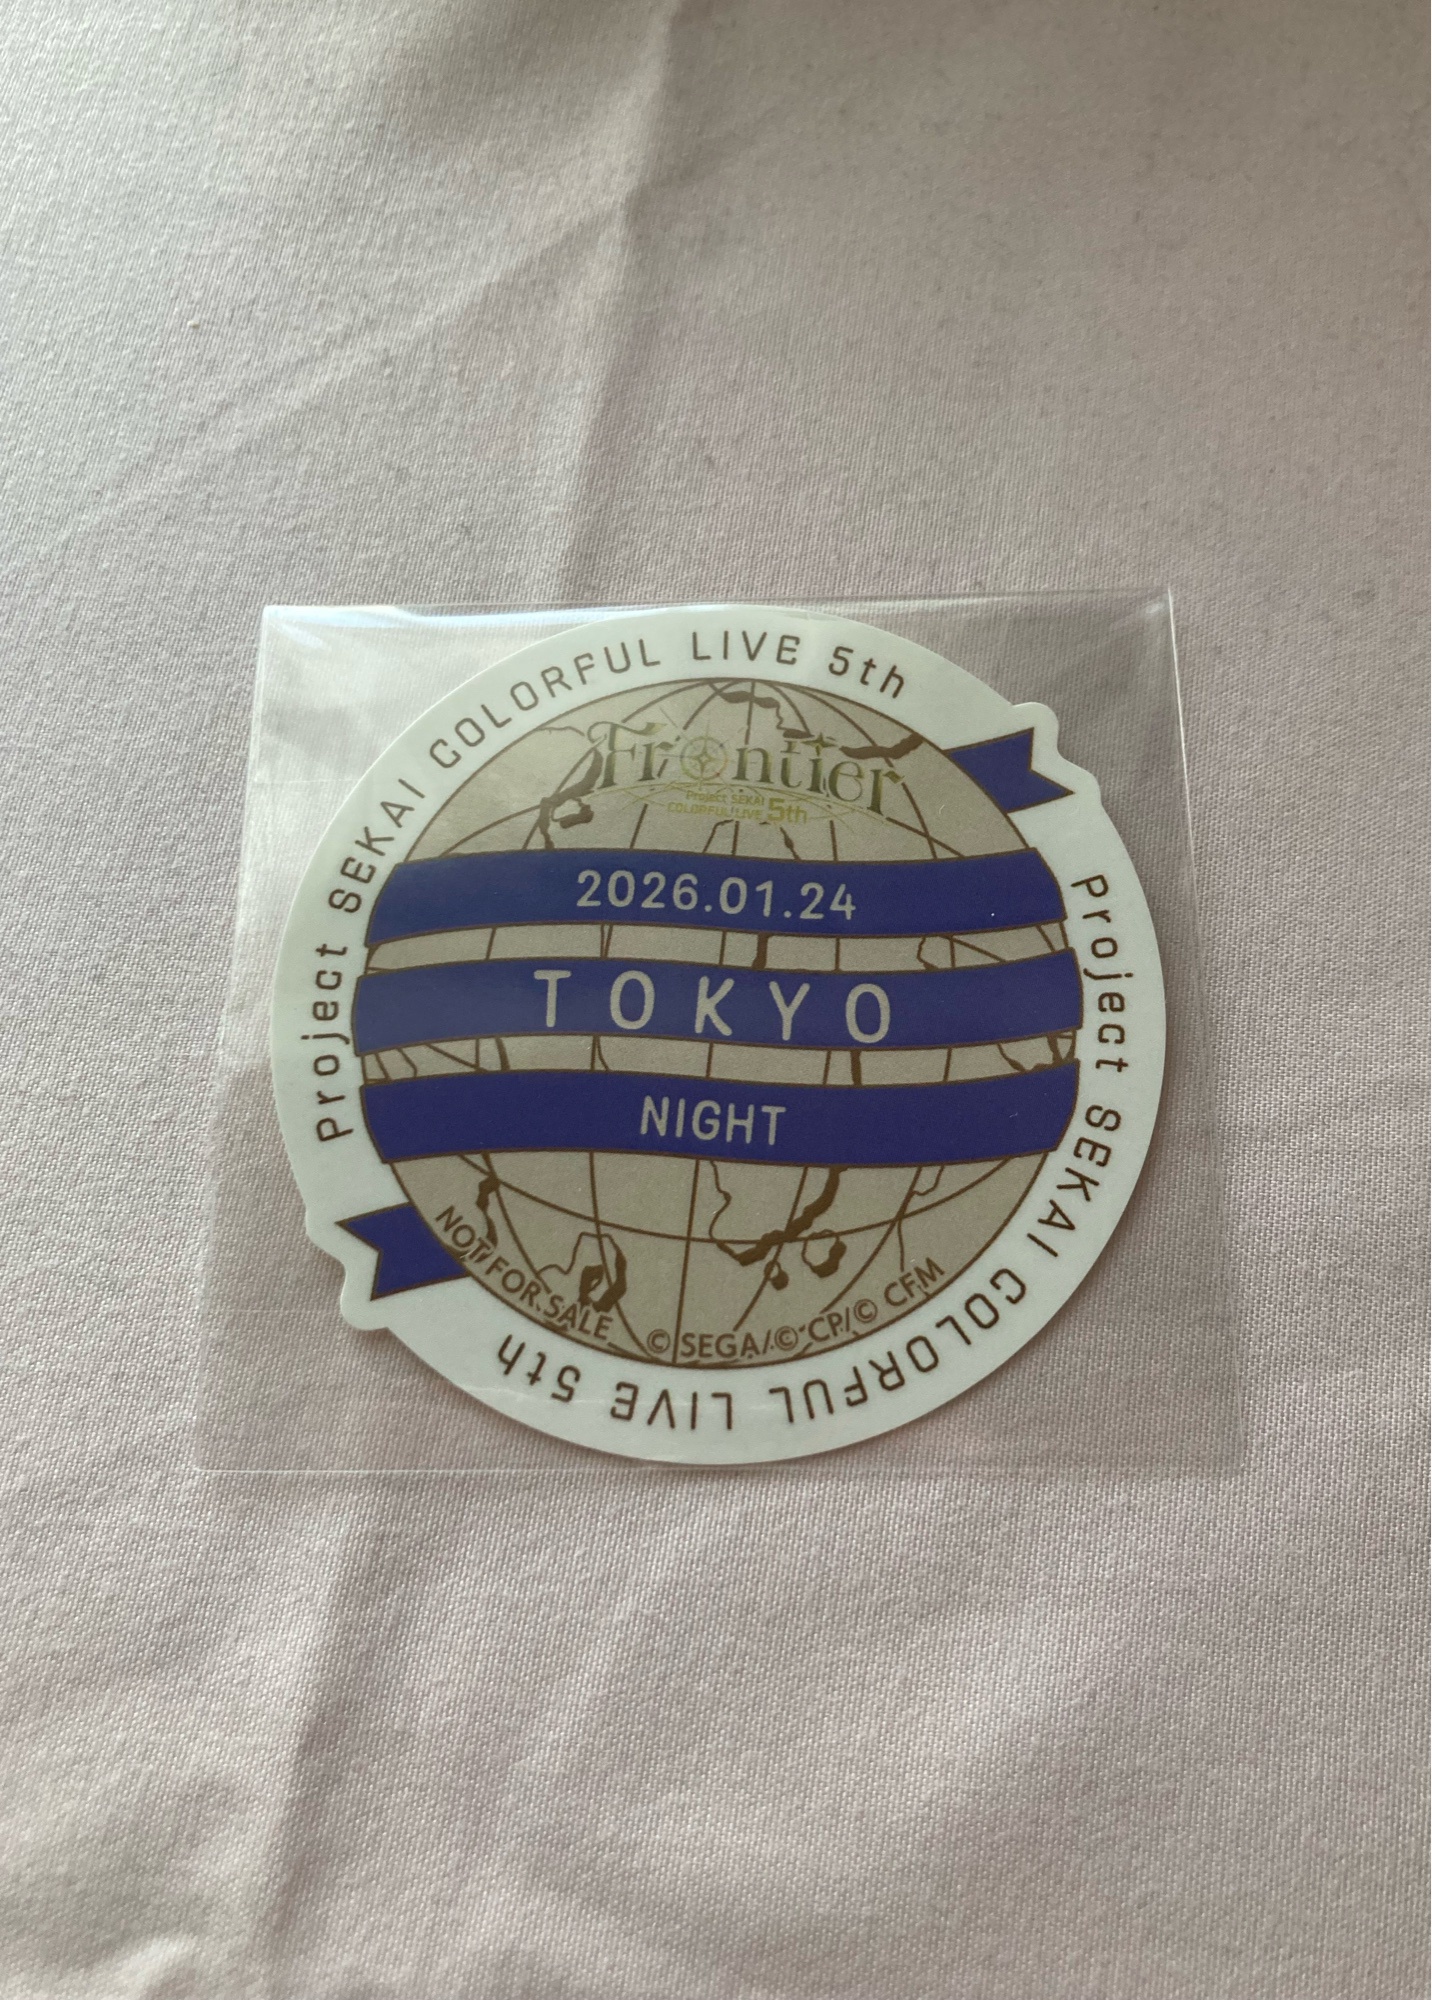 Project SEKAI COLORFUL LIVE 5th
Frontier
Project SEKAI
COLORFUL LIVE 5th
2026.01.24
TOKYO
NIGHT
NOT FOR SALE
© SEGA/© CP/© CFM
Project SEKAI COLORFUL LIVE 5th